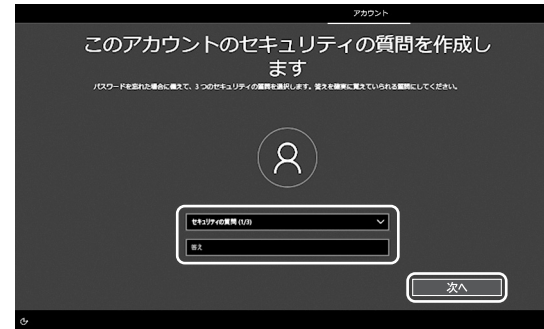 アカウント
このアカウントのセキュリティの質問を作成し
ます
パスワードを忘れた場合に備えて、3 つのセキュリティの質問を選択します。答えを確実に覚えていられる質問にしてください。
セキュリティの質問 (1/3)
答え
次へ